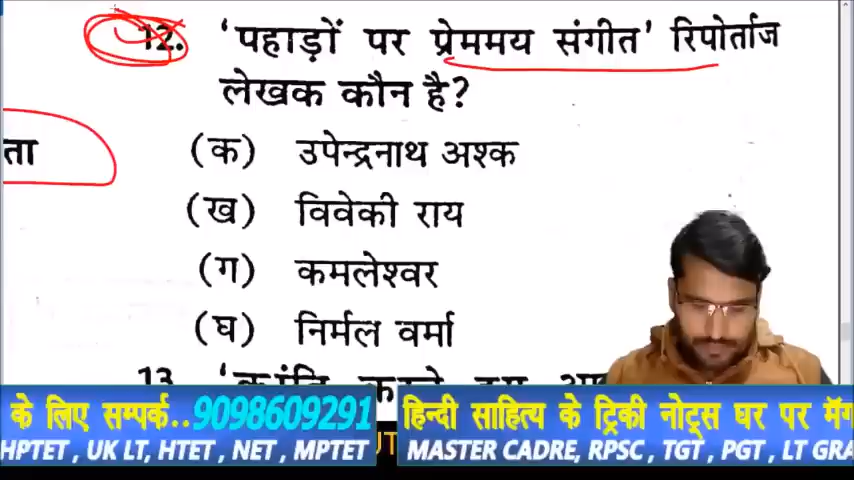 12. 'पहाड़ों पर प्रेममय संगीत' रिपोर्ताज
लेखक कौन है?
ता
(क) उपेन्द्रनाथ अश्क
(ख) विवेकी राय
(ग) कमलेश्वर
(घ) निर्मल वर्मा
13.
के लिए सम्पर्क..9098609291
हिन्दी साहित्य के ट्रिकी नोट्स घर पर मॅग
HPTET , UK LT, HTET , NET , MPTET
MASTER CADRE, RPSC , TGT , PGT , LT GRA